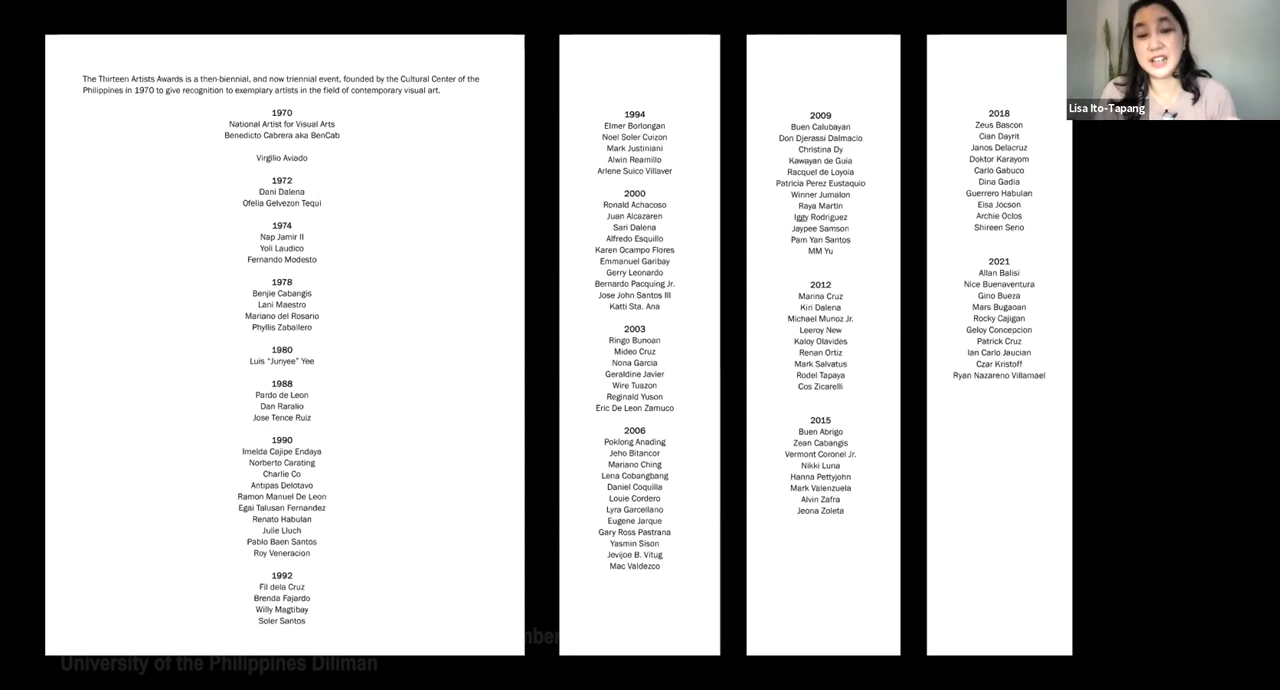 The Thirteen Artists Awards is a then-biennial, and now triennial event, founded by the Cultural Center of the
Philippines in 1970 to give recognition to exemplary artists in the field of contemporary visual art.
1970
National Artist for Visual Arts
Benedicto Cabrera aka BenCab
Virgilio Aviado
1972
Dani Dalena
Ofelia Gelvezon Tequi
1974
Nap Jamir II
Yoli Laudico
Fernando Modesto
1978
Benjie Cabangis
Lani Maestro
Mariano del Rosario
Phyllis Zaballero
1980
Luis "Junyee" Yee
1988
Pardo de Leon
Dan Raralio
Jose Tence Ruiz
1990
Imelda Cajipe Endaya
Norberto Carating
Charlie Co
Antipas Delotavo
Ramon Manuel De Leon
Egai Talusan Fernandez
Renato Habulan
Julie Lluch
Pablo Baen Santos
Roy Veneracion
1992
Fil dela Cruz
Brenda Fajardo
Willy Magtibay
Soler Santos
1994
Elmer Borlongan
Noel Soler Cuizon
Mark Justiniani
Alwin Reamillo
Arlene Suico Villaver
2000
Ronald Achacoso
Juan Alcazaren
Sari Dalena
Alfredo Esquillo
Karen Ocampo Flores
Emmanuel Garibay
Gerry Leonardo
Bernardo Pacquing Jr.
Jose John Santos III
Katti Sta. Ana
2003
Ringo Bunoan
Mideo Cruz
Nona Garcia
Geraldine Javier
Wire Tuazon
Reginald Yuson
Eric De Leon Zamuco
2006
Poklong Anading
Jeho Bitancor
Mariano Ching
Lena Cobangbang
Daniel Coquilla
Louie Cordero
Lyra Garcellano
Eugene Jarque
Gary Ross Pastrana
Yasmin Sison
Jevijoe B. Vitug
Mac Valdezco
2009
Buen Calubayan
Don Djerassi Dalmacio
Christina Dy
Kawayan de Guia
Racquel de Loyola
Patricia Perez Eustaquio
Winner Jumalon
Raya Martin
Iggy Rodriguez
Jaypee Samson
Pam Yan Santos
MM Yu
2012
Marina Cruz
Kiri Dalena
Michael Munoz Jr.
Leeroy New
Kaloy Olavides
Renan Ortiz
Mark Salvatus
Rodel Tapaya
Cos Zicarelli
2015
Buen Abrigo
Zean Cabangis
Vermont Coronel Jr.
Nikki Luna
Hanna Pettyjohn
Mark Valenzuela
Alvin Zafra
Jeona Zoleta
2018
Zeus Bascon
Cian Dayrit
Janos Delacruz
Doktor Karayom
Carlo Gabuco
Dina Gadia
Guerrero Habulan
Eisa Jocson
Archie Oclos
Shireen Seno
2021
Allan Balisi
Nice Buenaventura
Gino Bueza
Mars Bugaoan
Rocky Cajigan
Geloy Concepcion
Patrick Cruz
Ian Carlo Jaucian
Czar Kristoff
Ryan Nazareno Villamael
Lisa Ito-Tapang
University of the Philippines Diliman